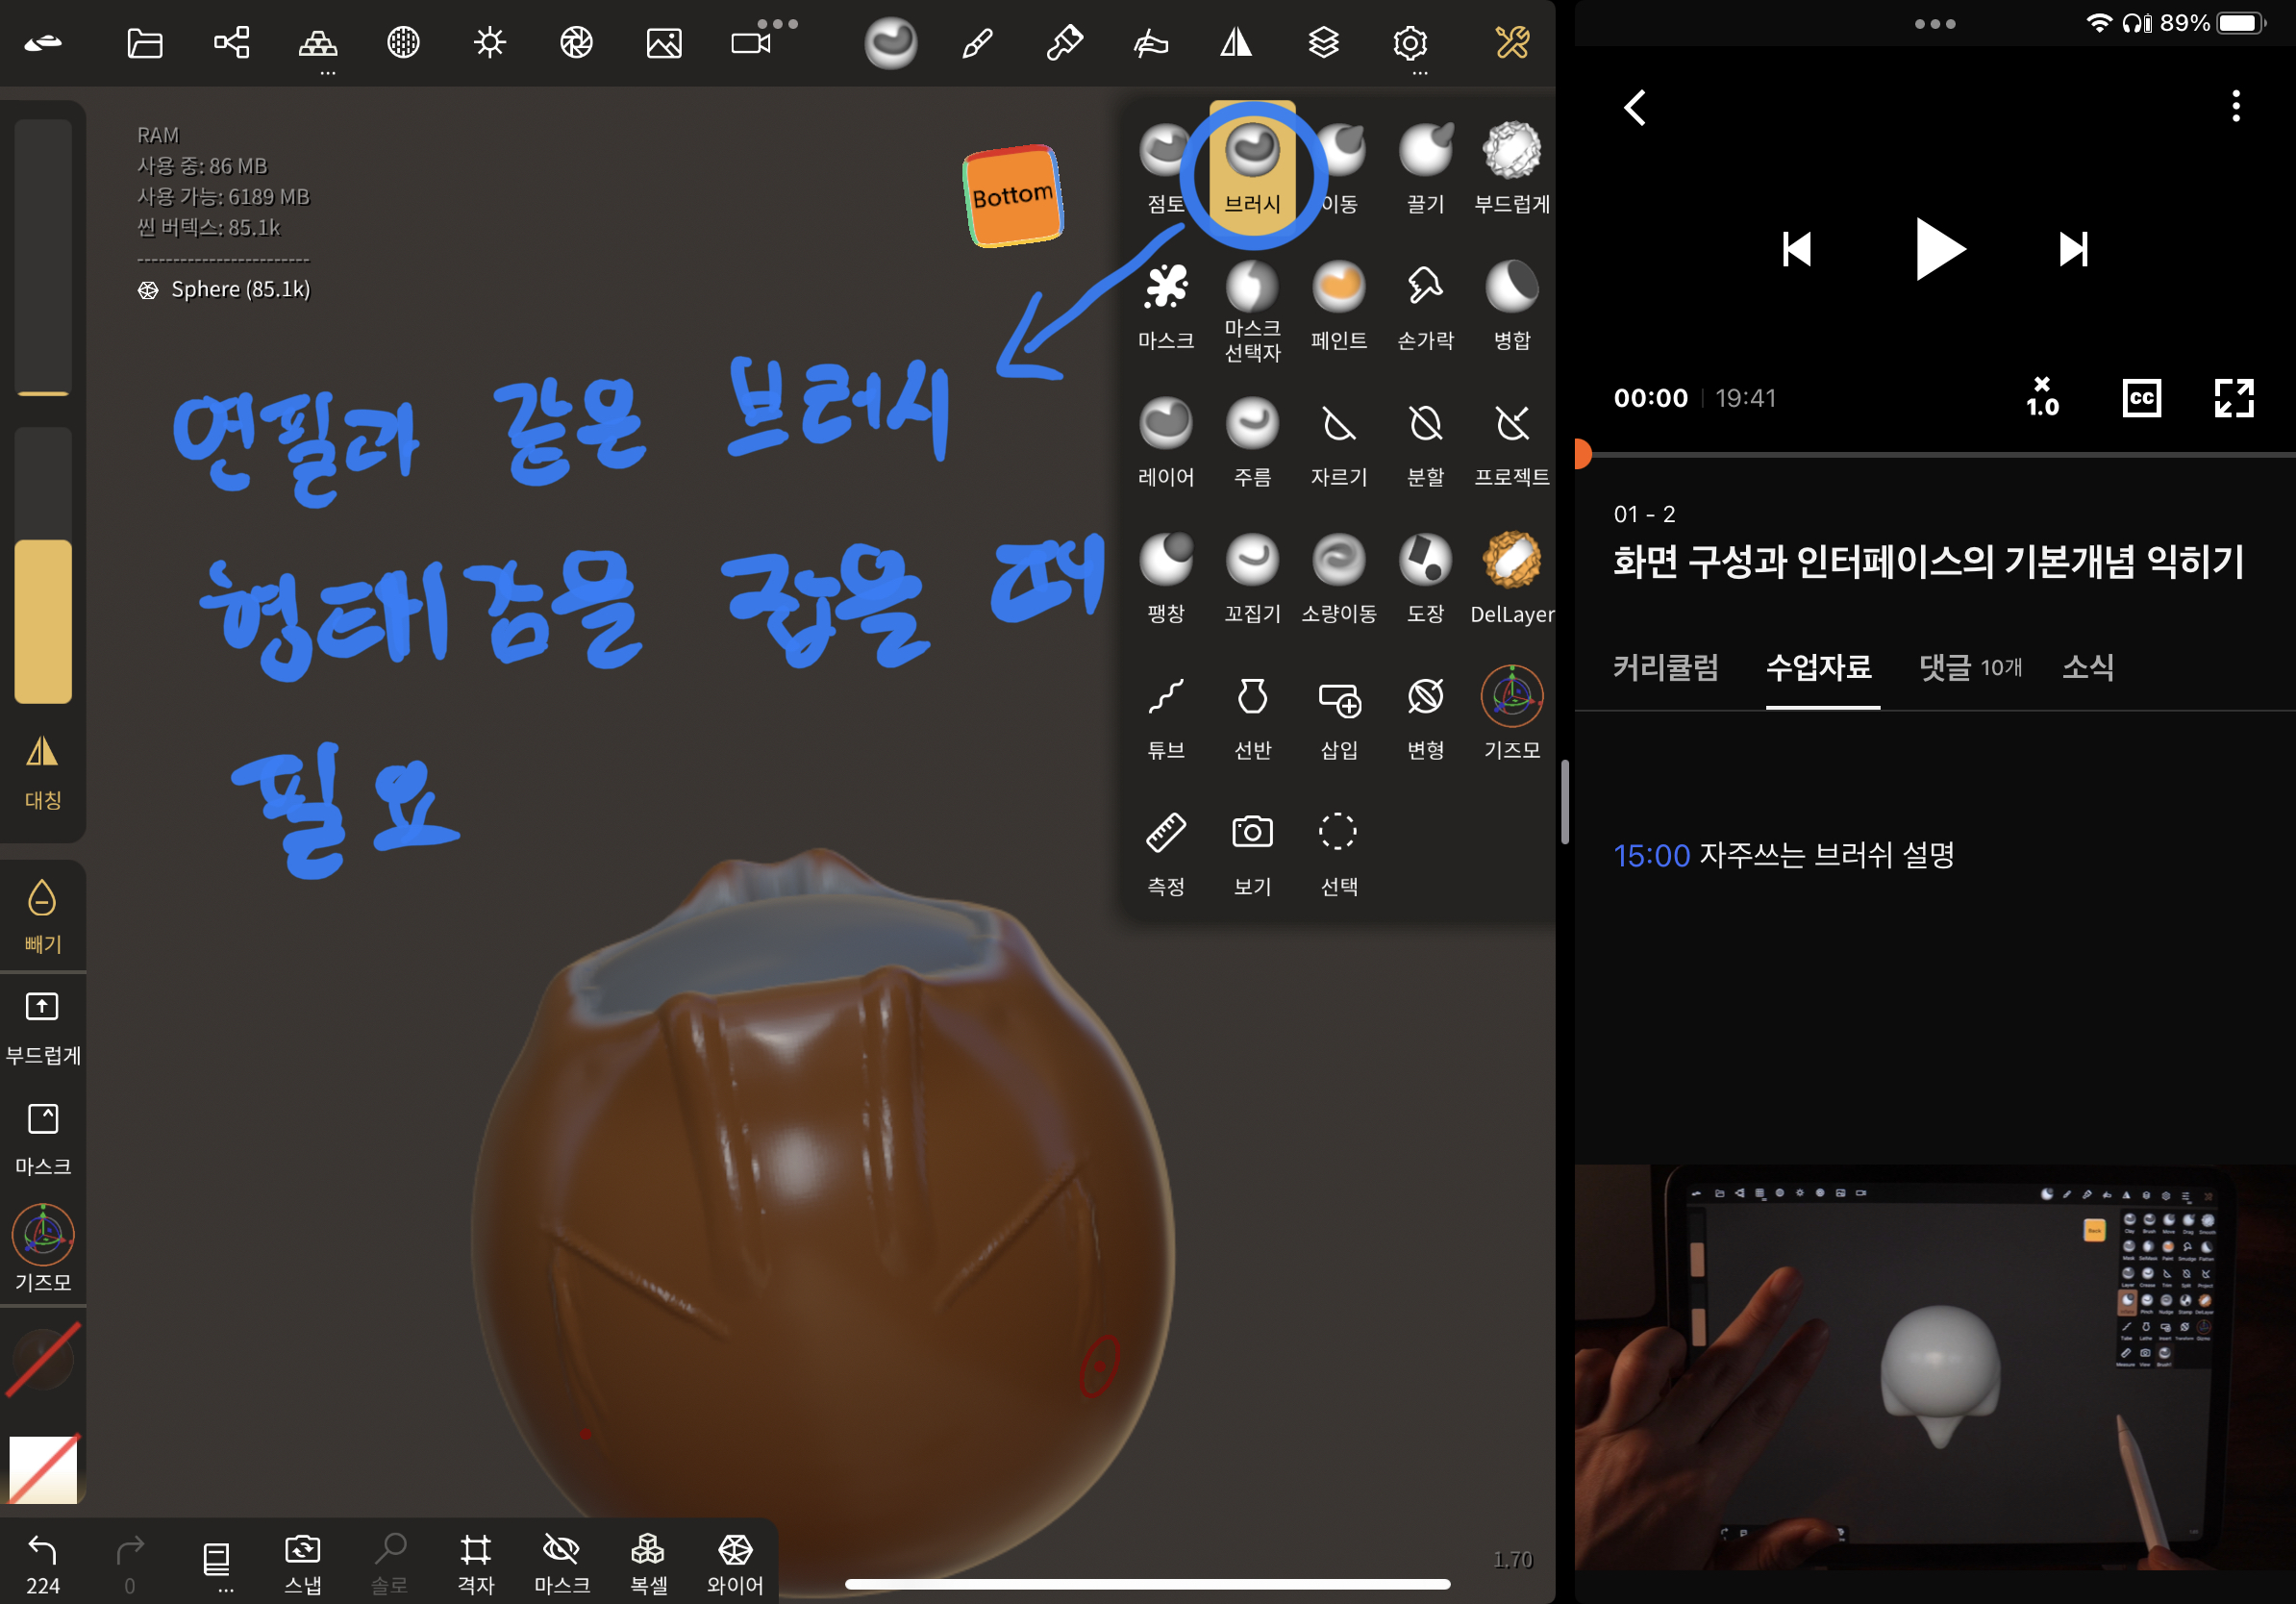 RAM
사용 중: 86 MB
사용 가능: 6189 MB
씬 버텍스: 85.1k
Sphere (85.1k)
Bottom
연필과 같은 브러시
형태감을 잡을 때
필요
점토 브러시 이동 끌기 부드럽게
마스크 마스크 선택자 페인트 손가락 병합
레이어 주름 자르기 분할 프로젝트
팽창 꼬집기 소량이동 도장 DelLayer
튜브 선반 삽입 변형 기즈모
측정 보기 선택
대칭
빼기
부드럽게
마스크
기즈모
224 0 스냅 솔로 격자 마스크 복셀 와이어
1.70
89%
00:00 | 19:41
×
1.0
CC
01 - 2
화면 구성과 인터페이스의 기본개념 익히기
커리큘럼 수업자료 댓글 10개 소식
15:00 자주쓰는 브러쉬 설명